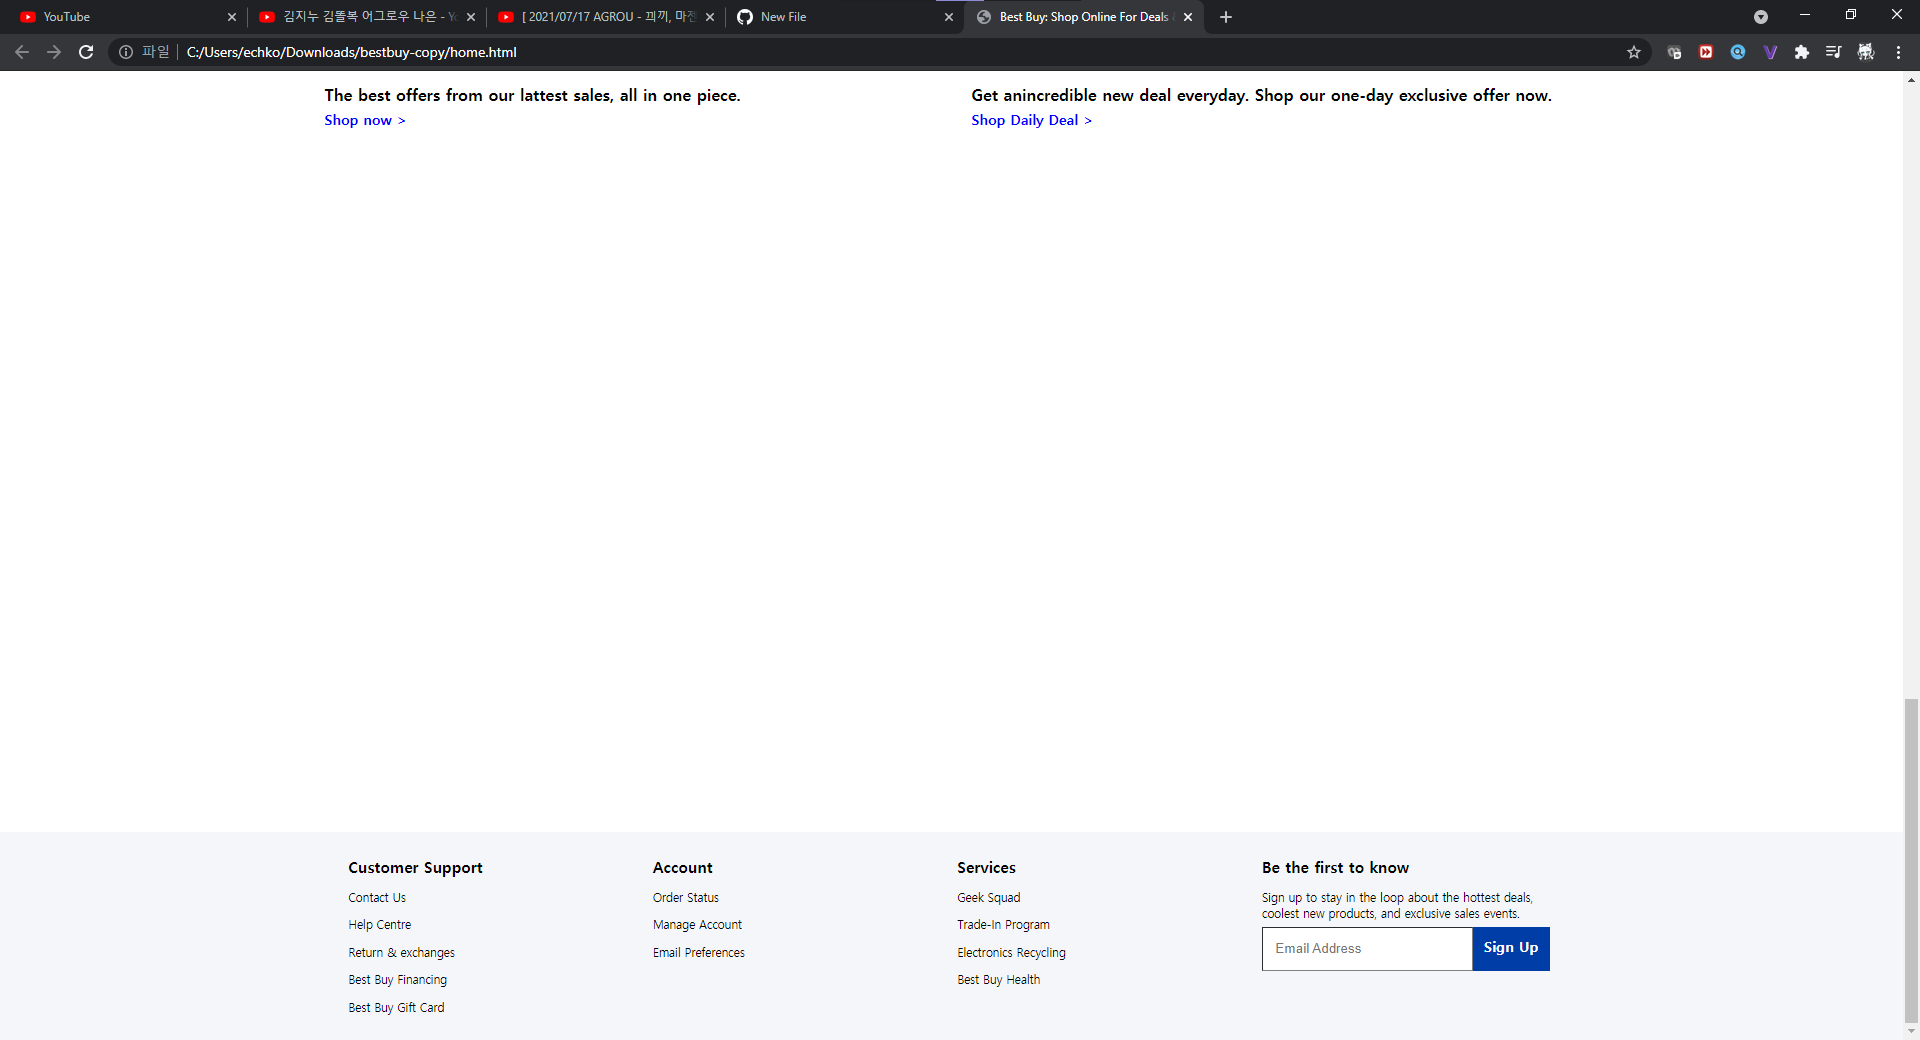 YouTube
김지누 김똘복 어그로우 나은 - Yo
[ 2021/07/17 AGROU - 끼끼, 마젠
New File
Best Buy: Shop Online For Deals
파일 C:/Users/echko/Downloads/bestbuy-copy/home.html
The best offers from our lattest sales, all in one piece.
Shop now >
Get anincredible new deal everyday. Shop our one-day exclusive offer now.
Shop Daily Deal >
Customer Support
Contact Us
Help Centre
Return & exchanges
Best Buy Financing
Best Buy Gift Card
Account
Order Status
Manage Account
Email Preferences
Services
Geek Squad
Trade-In Program
Electronics Recycling
Best Buy Health
Be the first to know
Sign up to stay in the loop about the hottest deals,
coolest new products, and exclusive sales events.
Email Address
Sign Up